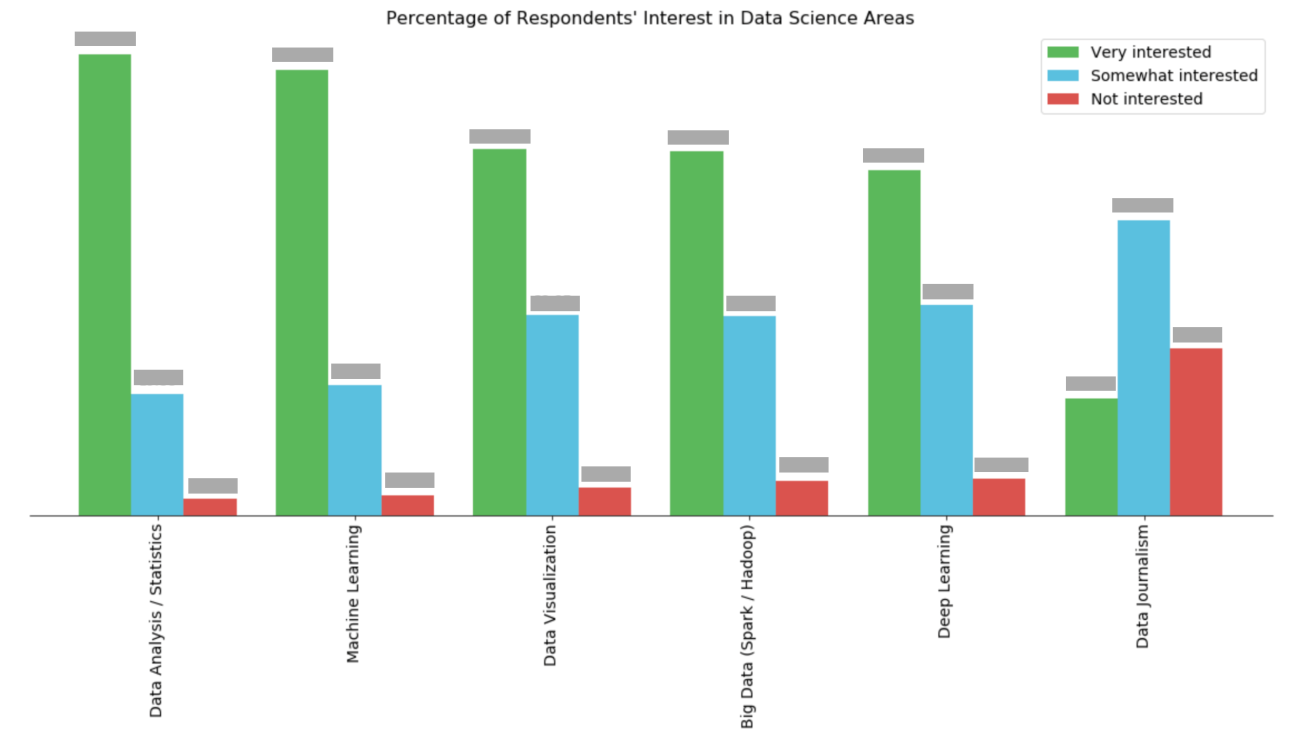 Percentage of Respondents' Interest in Data Science Areas
Very interested
Somewhat interested
Not interested
Data Analysis / Statistics
Machine Learning
Data Visualization
Big Data (Spark / Hadoop)
Deep Learning
Data Journalism